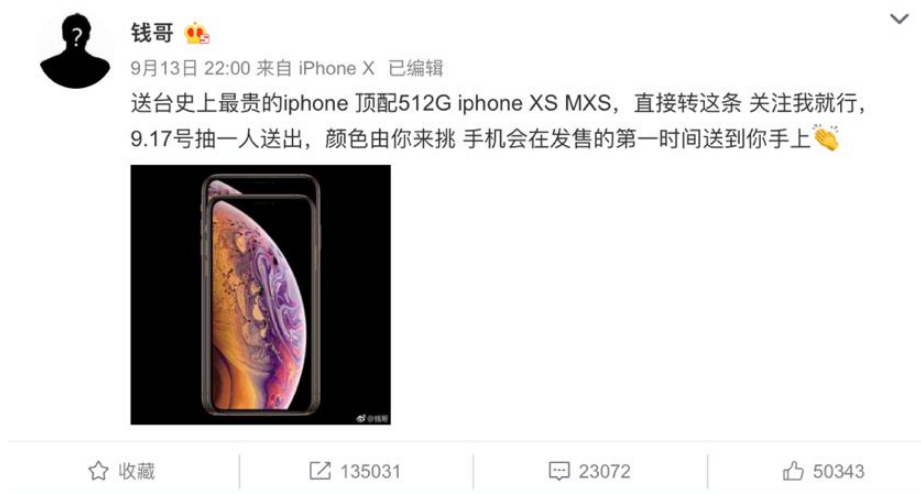 ?
钱哥
9月13日 22:00 来自 iPhone X 已编辑
送台史上最贵的iphone 顶配512G iphone XS MXS，直接转这条 关注我就行，
9.17号抽一人送出，颜色由你来挑 手机会在发售的第一时间送到你手上
@钱哥
收藏
135031
23072
50343